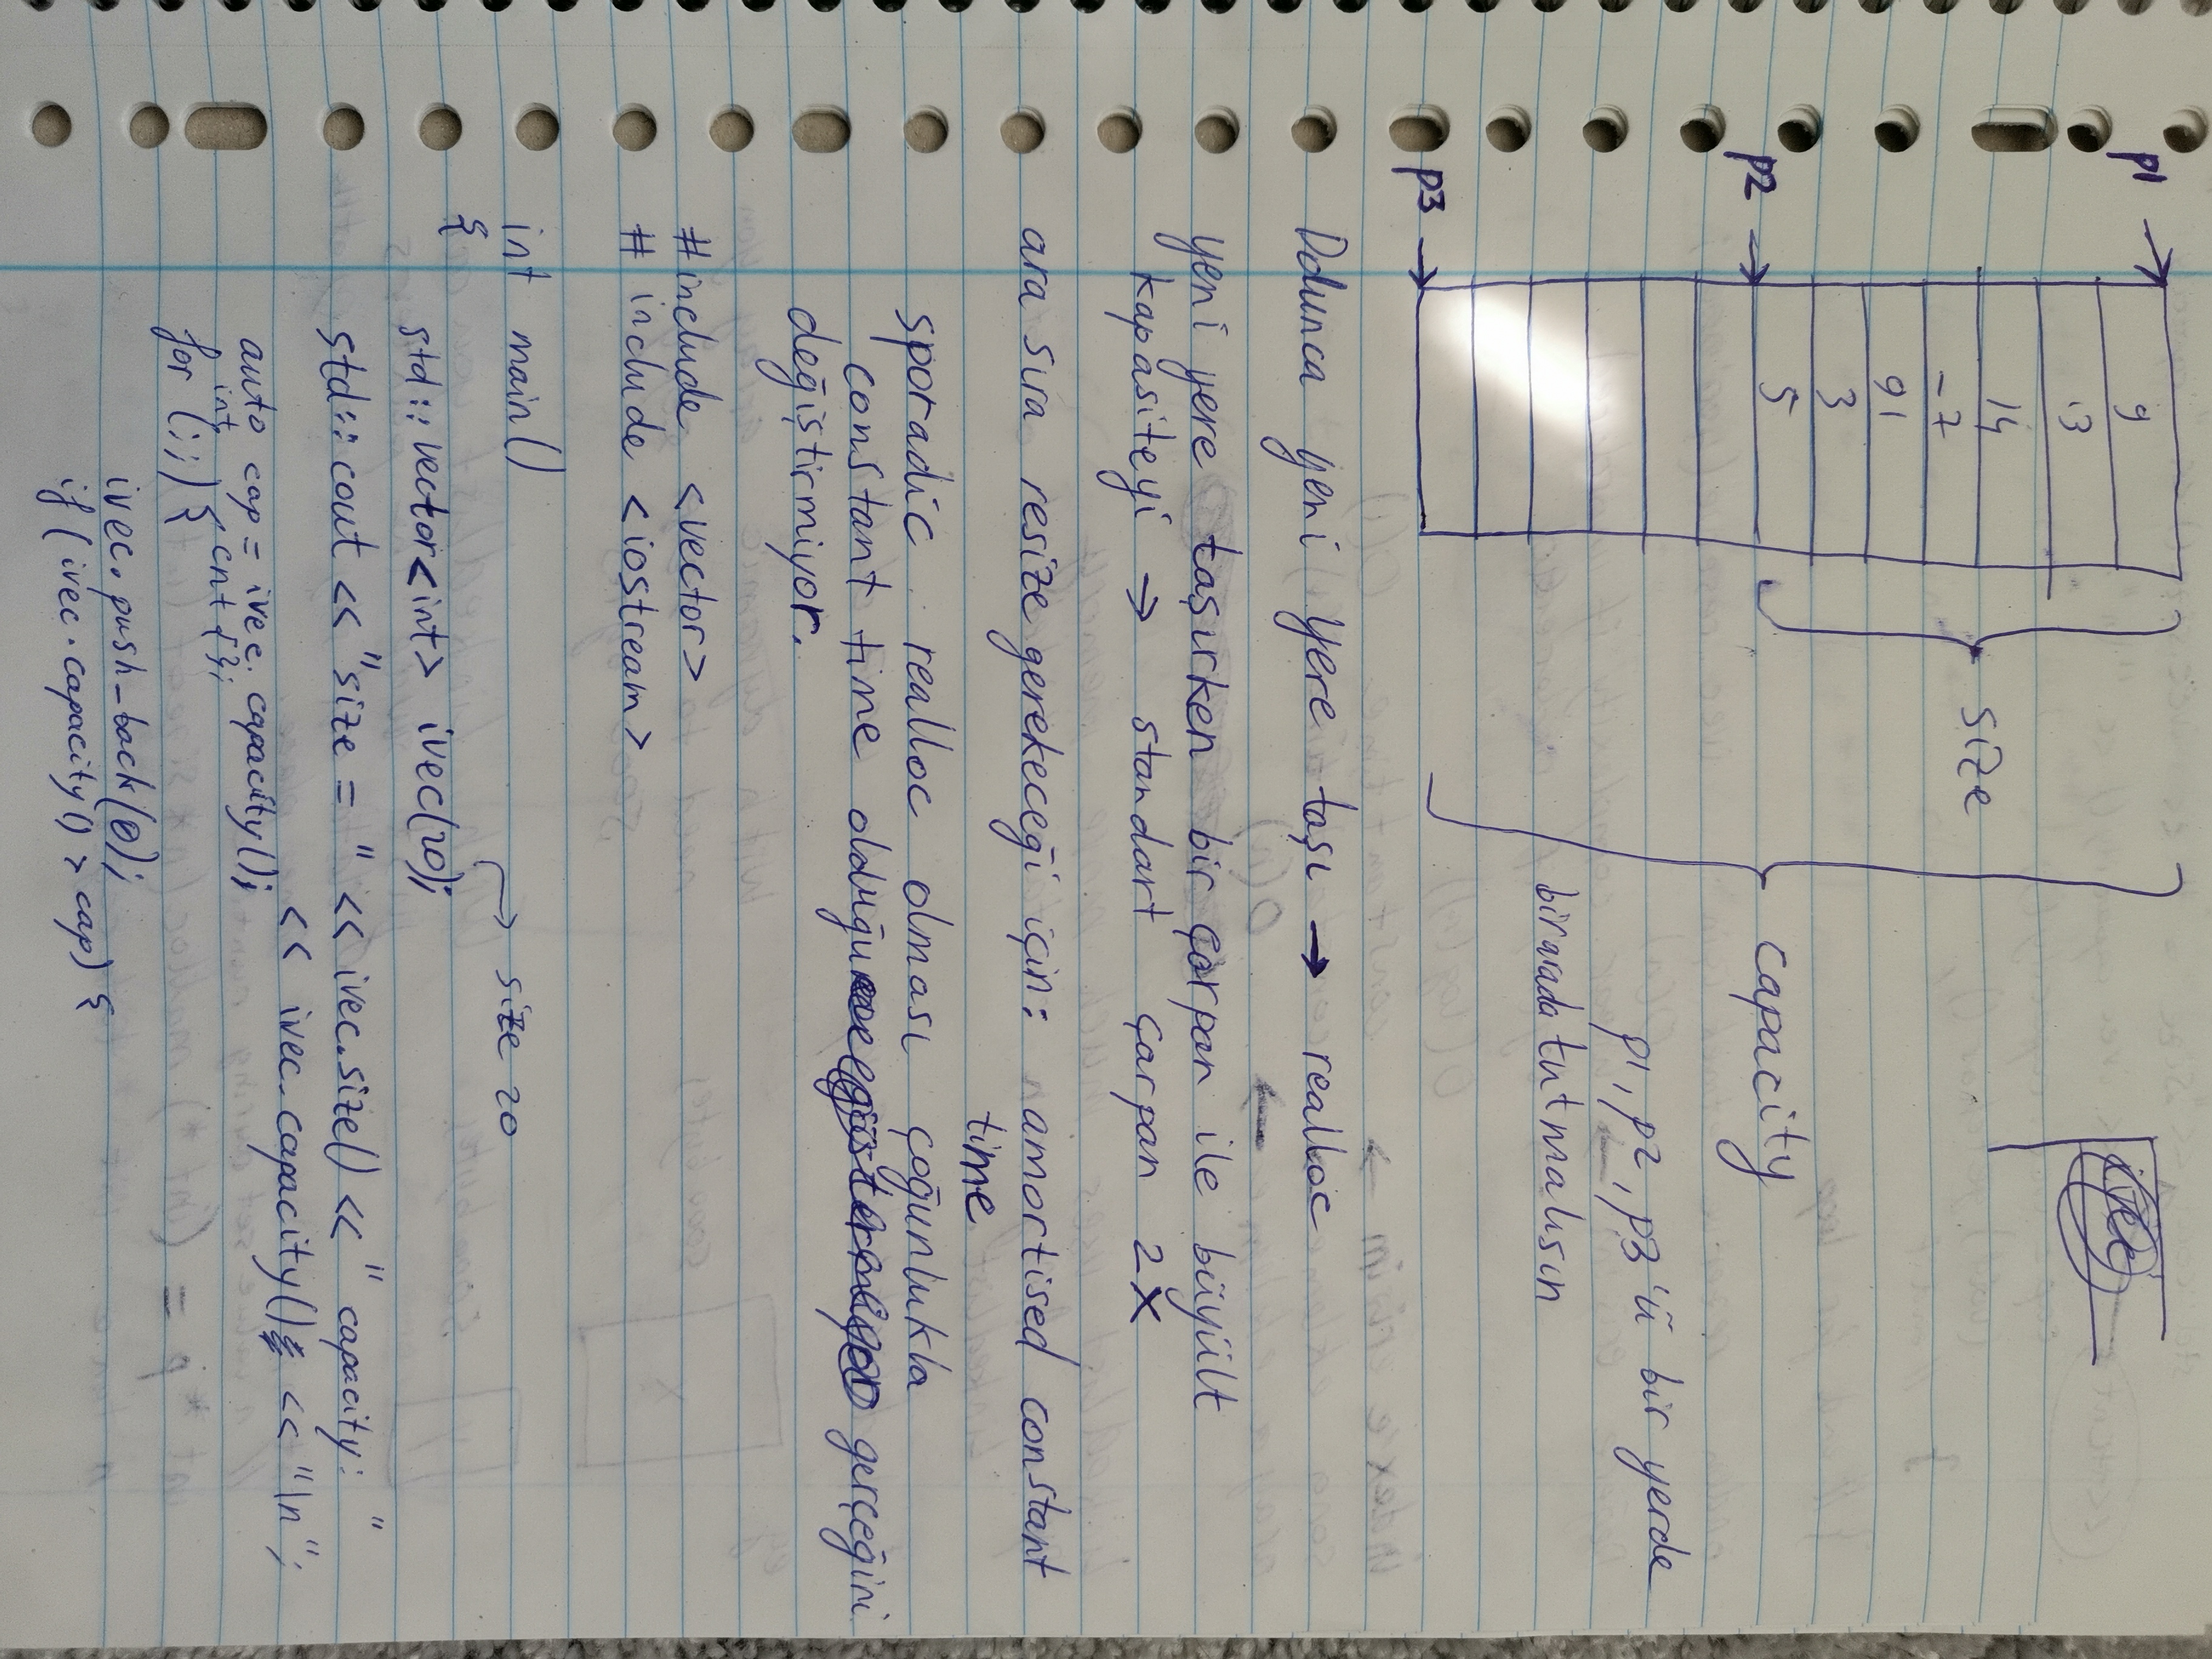 p1
9
13
14
-7
91
3
5
p2
p3
size
capacity
ivec
p1, p2, p3'ü bir yerde
birarada tutmalısın
Dolunca yeni yere taşı → realloc
yeni yere taşırken bir çarpan ile büyült
kapasiteyi → standart çarpan 2X
ara sıra resize gerekeceği için: amortised constant
time
sporadic realloc olması çoğunlukla
constant time olduğu gerçeğini
değiştirmiyor.
#include <vector>
# include <iostream>
int main()
→ size 20
{
std::vector<int> ivec(20);
std::cout << "size = " << ivec.size() << " capacity: "
<< ivec.capacity() << "\n";
auto cap = ivec.capacity();
int cnt {};
for (;;) {
ivec.push_back(0);
if (ivec.capacity() > cap) {